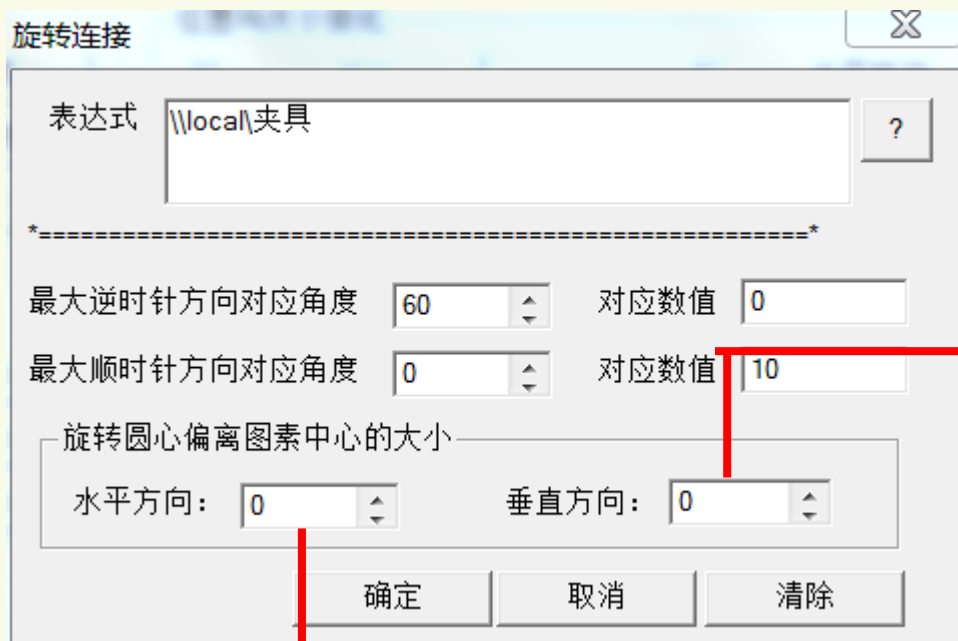 旋转连接
表达式 \\local\夹具 ?
*=======================================================*
最大逆时针方向对应角度 60 对应数值 0
最大顺时针方向对应角度 0 对应数值 10
旋转圆心偏离图素中心的大小
水平方向： 0 垂直方向： 0
确定 取消 清除